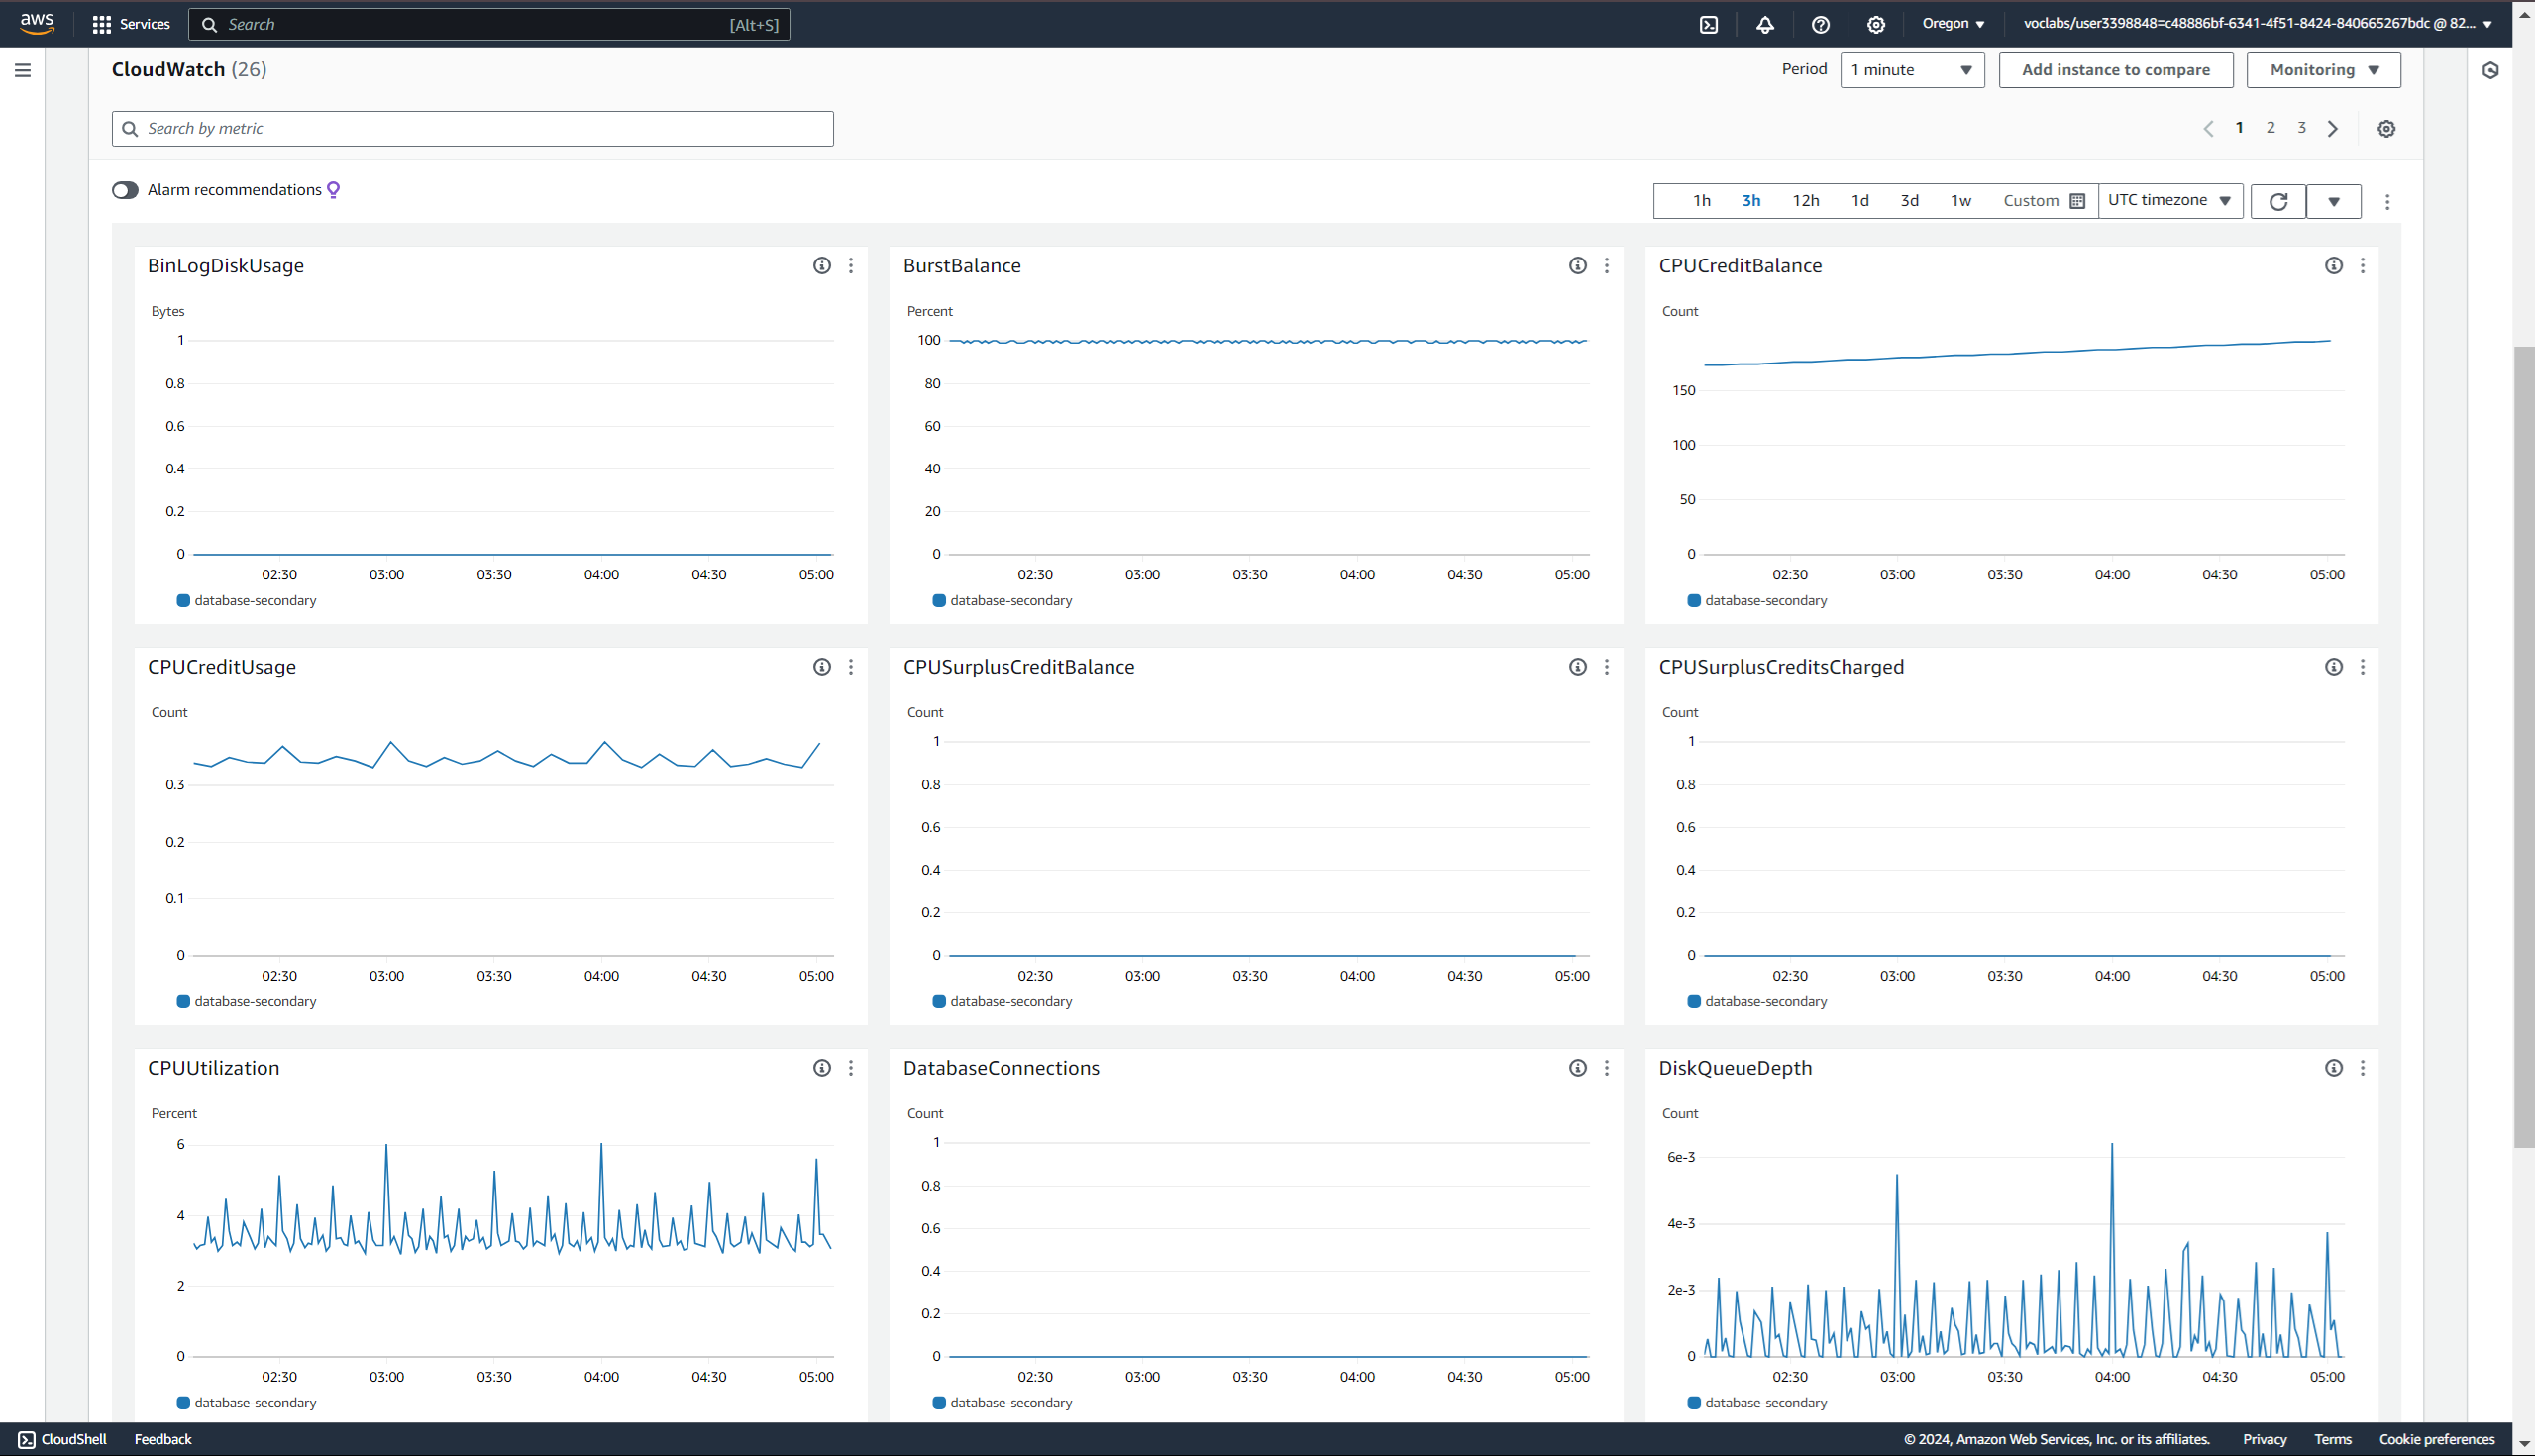 aws Services Search [Alt+S] Oregon voclabs/user3398848=c48886bf-6341-4f51-8424-840665267bdc @ 82...
CloudWatch (26) Period 1 minute Add instance to compare Monitoring
Search by metric 1 2 3
Alarm recommendations 1h 3h 12h 1d 3d 1w Custom UTC timezone
BinLogDiskUsage
Bytes
1
0.8
0.6
0.4
0.2
0
02:30 03:00 03:30 04:00 04:30 05:00
database-secondary
BurstBalance
Percent
100
80
60
40
20
0
02:30 03:00 03:30 04:00 04:30 05:00
database-secondary
CPUCreditBalance
Count
150
100
50
0
02:30 03:00 03:30 04:00 04:30 05:00
database-secondary
CPUCreditUsage
Count
0.3
0.2
0.1
0
02:30 03:00 03:30 04:00 04:30 05:00
database-secondary
CPUSurplusCreditBalance
Count
1
0.8
0.6
0.4
0.2
0
02:30 03:00 03:30 04:00 04:30 05:00
database-secondary
CPUSurplusCreditsCharged
Count
1
0.8
0.6
0.4
0.2
0
02:30 03:00 03:30 04:00 04:30 05:00
database-secondary
CPUUtilization
Percent
6
4
2
0
02:30 03:00 03:30 04:00 04:30 05:00
database-secondary
DatabaseConnections
Count
1
0.8
0.6
0.4
0.2
0
02:30 03:00 03:30 04:00 04:30 05:00
database-secondary
DiskQueueDepth
Count
6e-3
4e-3
2e-3
0
02:30 03:00 03:30 04:00 04:30 05:00
database-secondary
CloudShell Feedback © 2024, Amazon Web Services, Inc. or its affiliates. Privacy Terms Cookie preferences